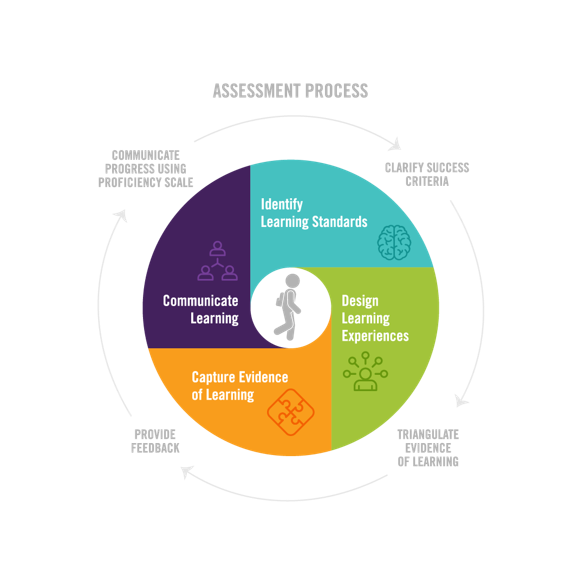 ASSESSMENT PROCESS
COMMUNICATE
PROGRESS USING
PROFICIENCY SCALE
CLARIFY SUCCESS
CRITERIA
Identify
Learning Standards
Communicate
Learning
Design
Learning
Experiences
Capture Evidence
of Learning
PROVIDE
FEEDBACK
TRIANGULATE
EVIDENCE
OF LEARNING